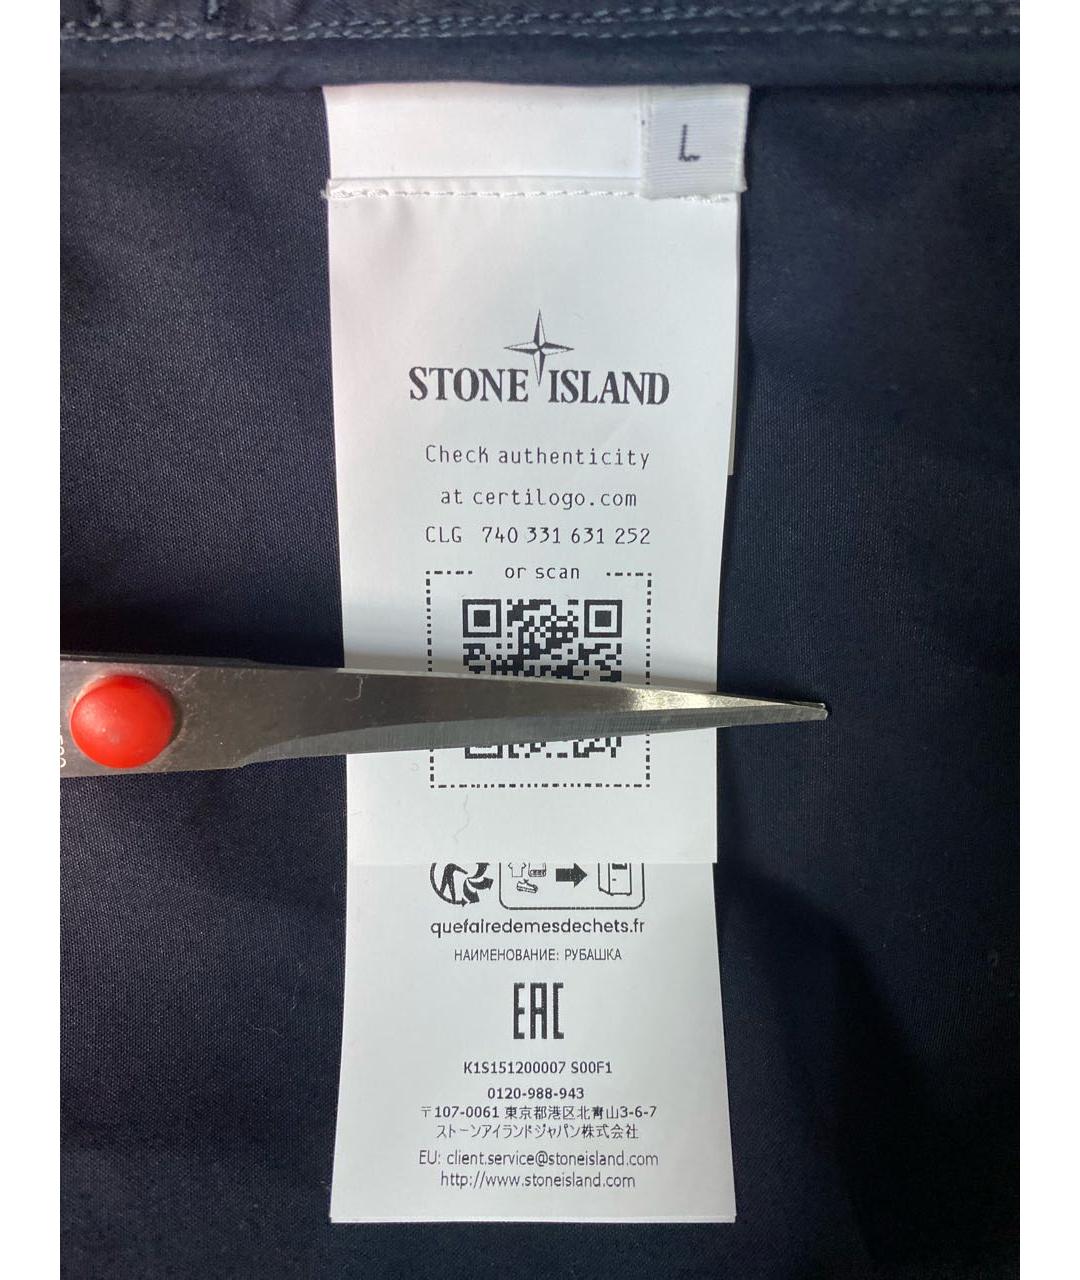 L
STONE ISLAND
Check authenticity
at certilogo.com
CLG 740 331 631 252
or scan
quefairedemesdechets.fr
НАИМЕНОВАНИЕ: РУБАШКА
EAC
K1S151200007 S00F1
0120-988-943
〒107-0061 東京都港区北青山3-6-7
ストーンアイランドジャパン株式会社
EU: client.service@stoneisland.com
http://www.stoneisland.com